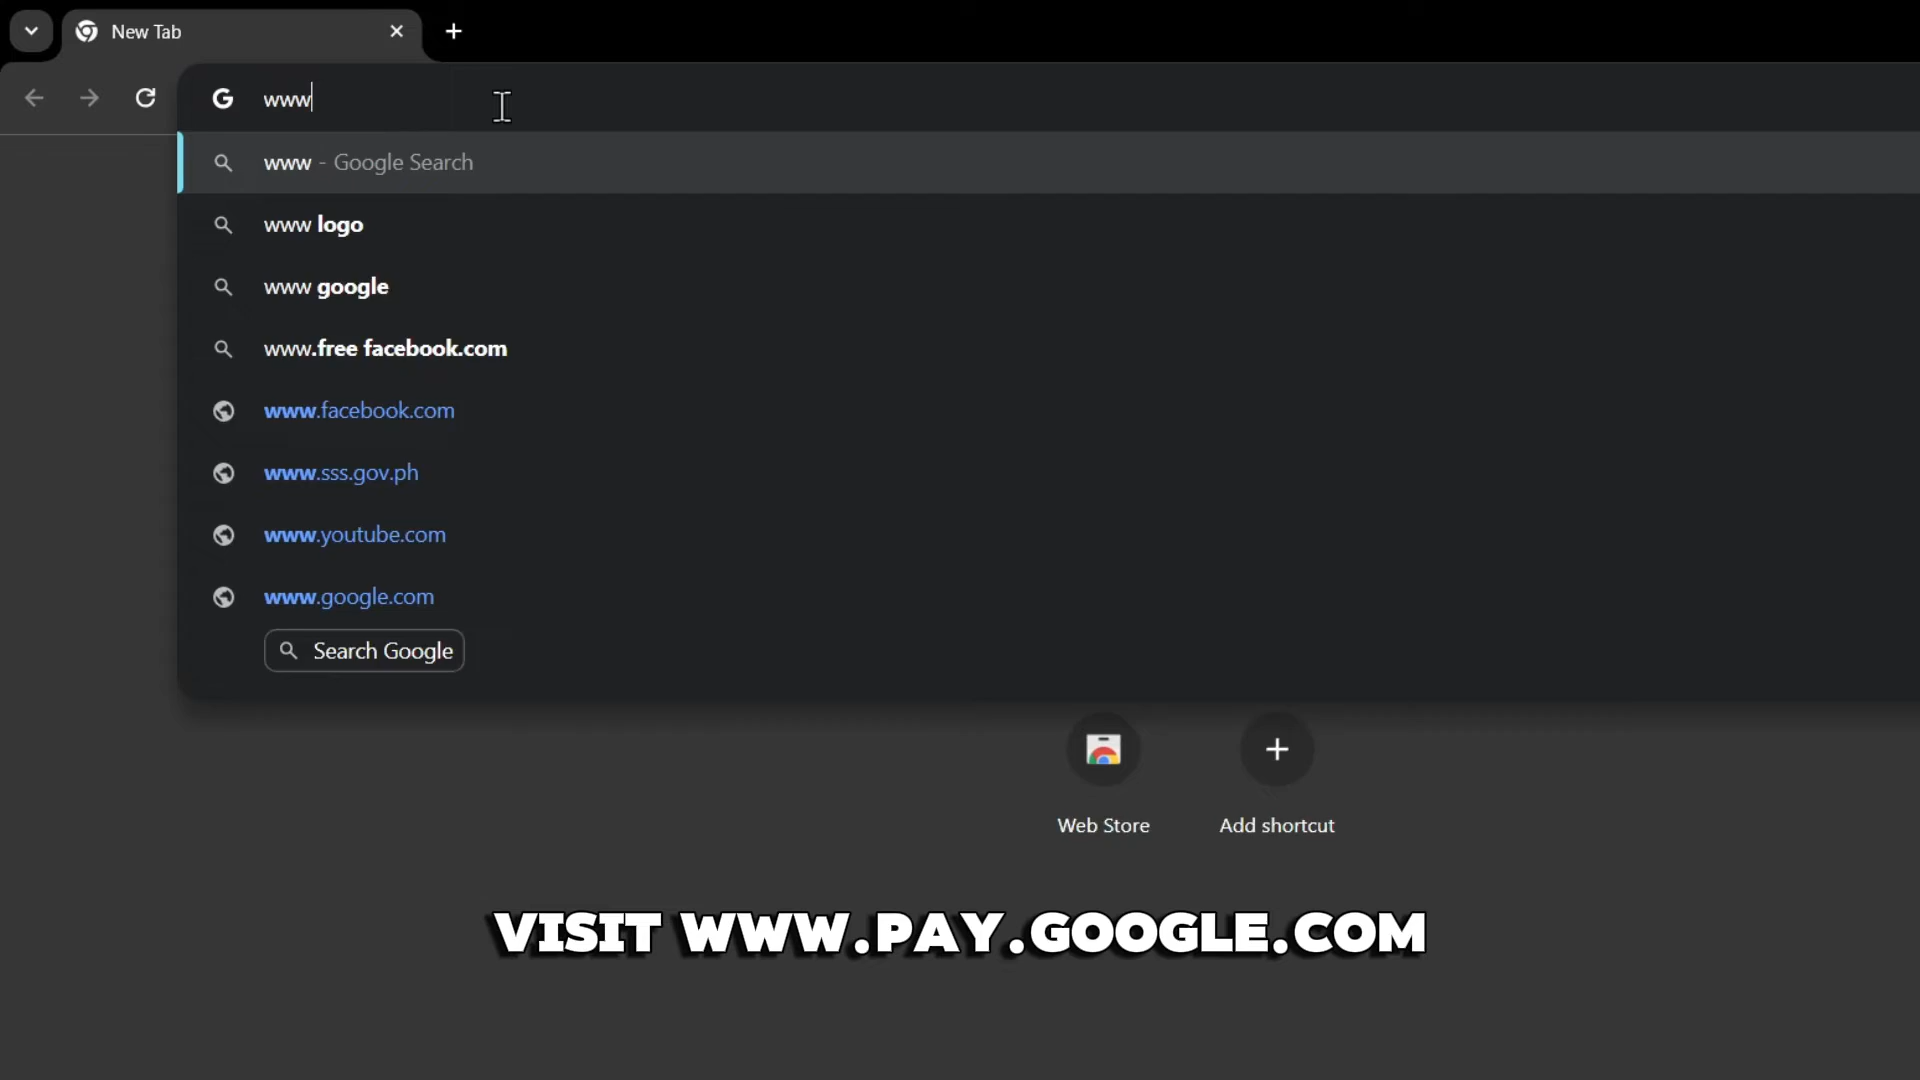 New Tab
www
www - Google Search
www logo
www google
www.free facebook.com
www.facebook.com
www.sss.gov.ph
www.youtube.com
www.google.com
Search Google
Web Store
Add shortcut
VISIT WWW.PAY.GOOGLE.COM